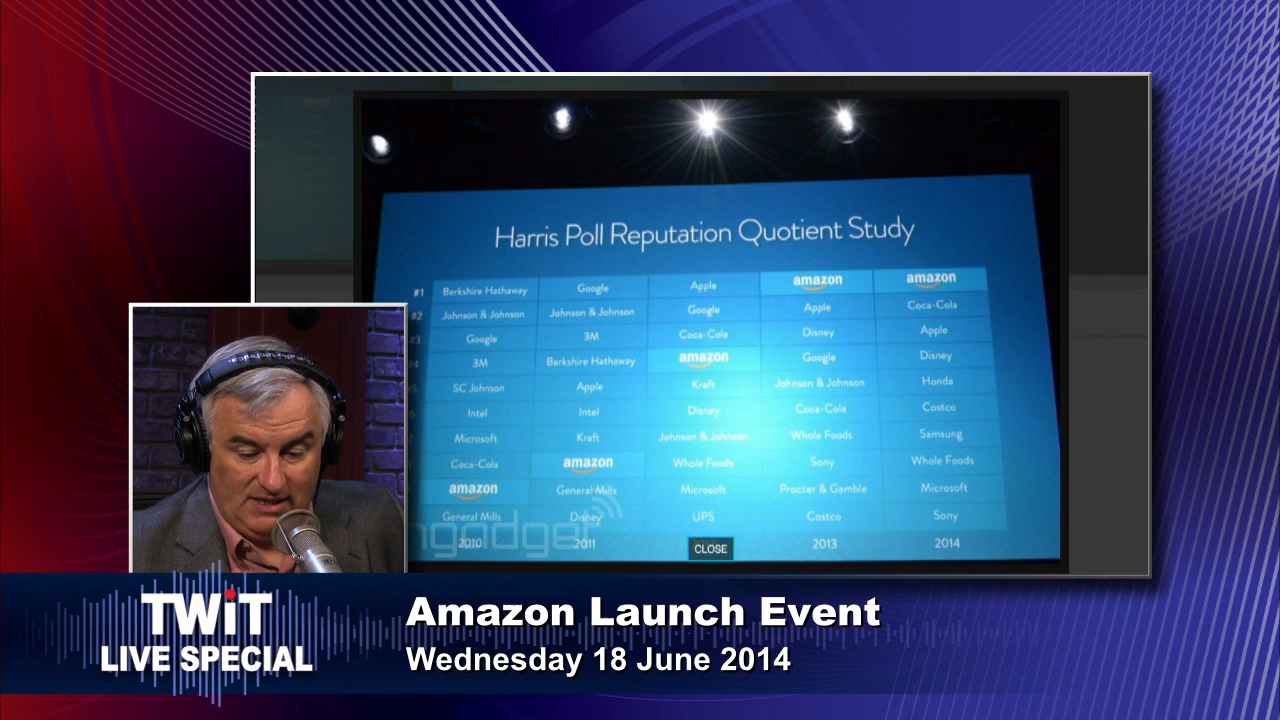 Harris Poll Reputation Quotient Study
#1 Berkshire Hathaway Google Apple amazon amazon
#2 Johnson & Johnson Johnson & Johnson Google Apple Coca-Cola
#3 Google 3M Coca-Cola Disney Apple
#4 3M Berkshire Hathaway amazon Google Disney
SC Johnson Apple Kraft Johnson & Johnson Honda
Intel Intel Disney Coca-Cola Costco
Microsoft Kraft Johnson & Johnson Whole Foods Samsung
Coca-Cola amazon Whole Foods Sony Whole Foods
amazon General Mills Microsoft Procter & Gamble Microsoft
General Mills Disney UPS Costco Sony
2010 2011 CLOSE 2013 2014
ngadget
TWiT
LIVE SPECIAL
Amazon Launch Event
Wednesday 18 June 2014